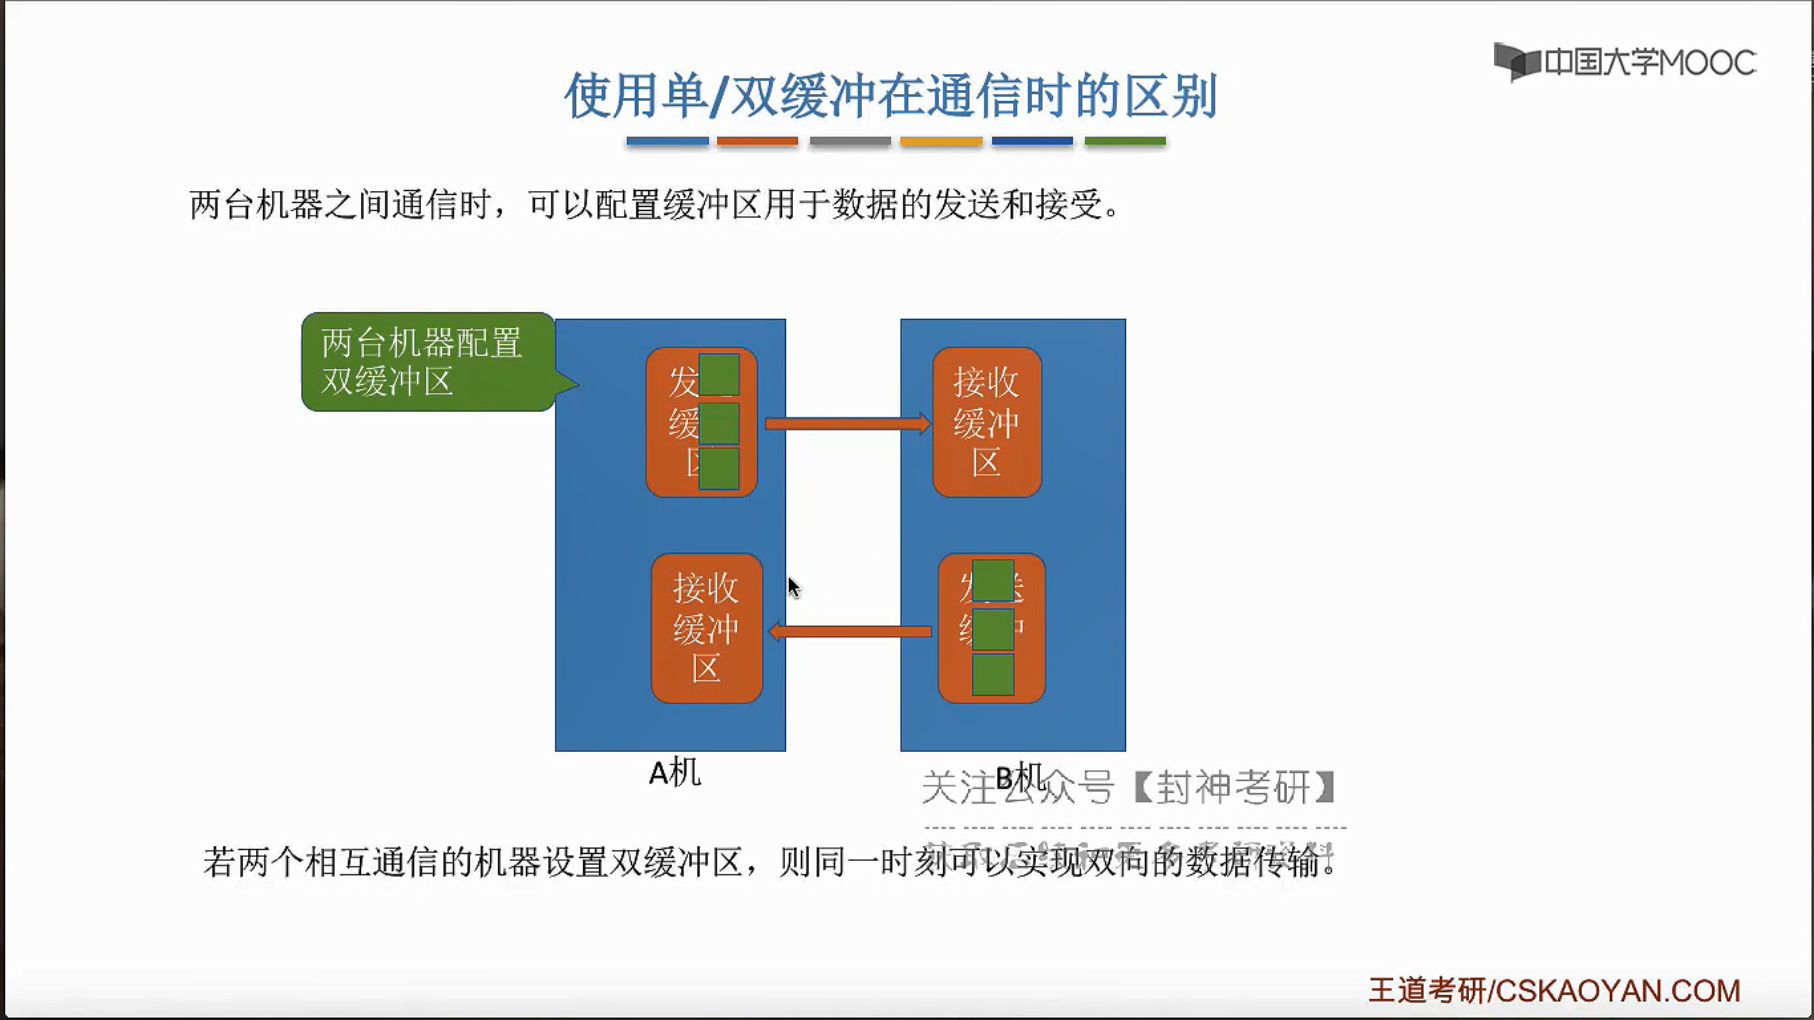 中国大学MOOC
使用单/双缓冲在通信时的区别
两台机器之间通信时，可以配置缓冲区用于数据的发送和接受。
两台机器配置
双缓冲区
发
缓
区
接收
缓冲
区
接收
缓冲
区
发送
缓冲
A机
B机
关注公众号【封神考研】
若两个相互通信的机器设置双缓冲区，则同一时刻可以实现双向的数据传输。
王道考研/CSKAOYAN.COM